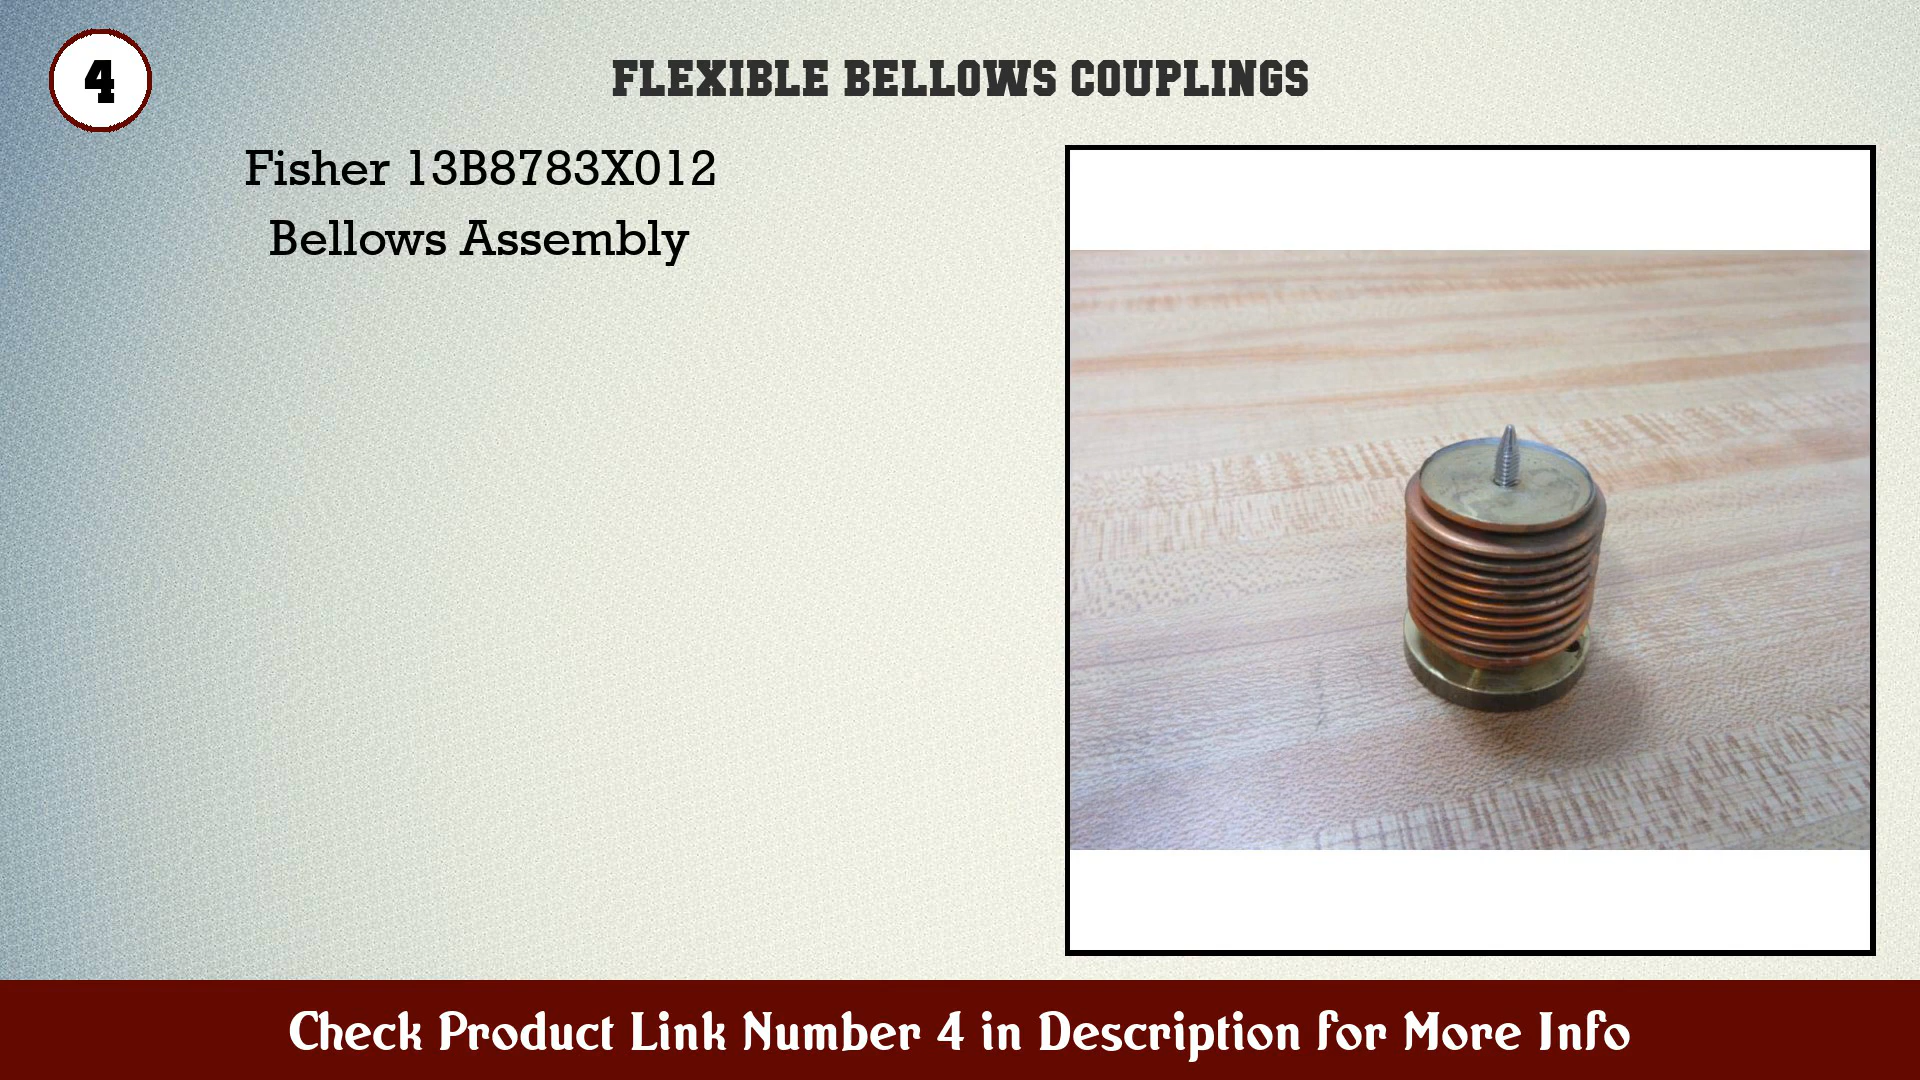 4
FLEXIBLE BELLOWS COUPLINGS
Fisher 13B8783X012
Bellows Assembly
Check Product Link Number 4 in Description for More Info